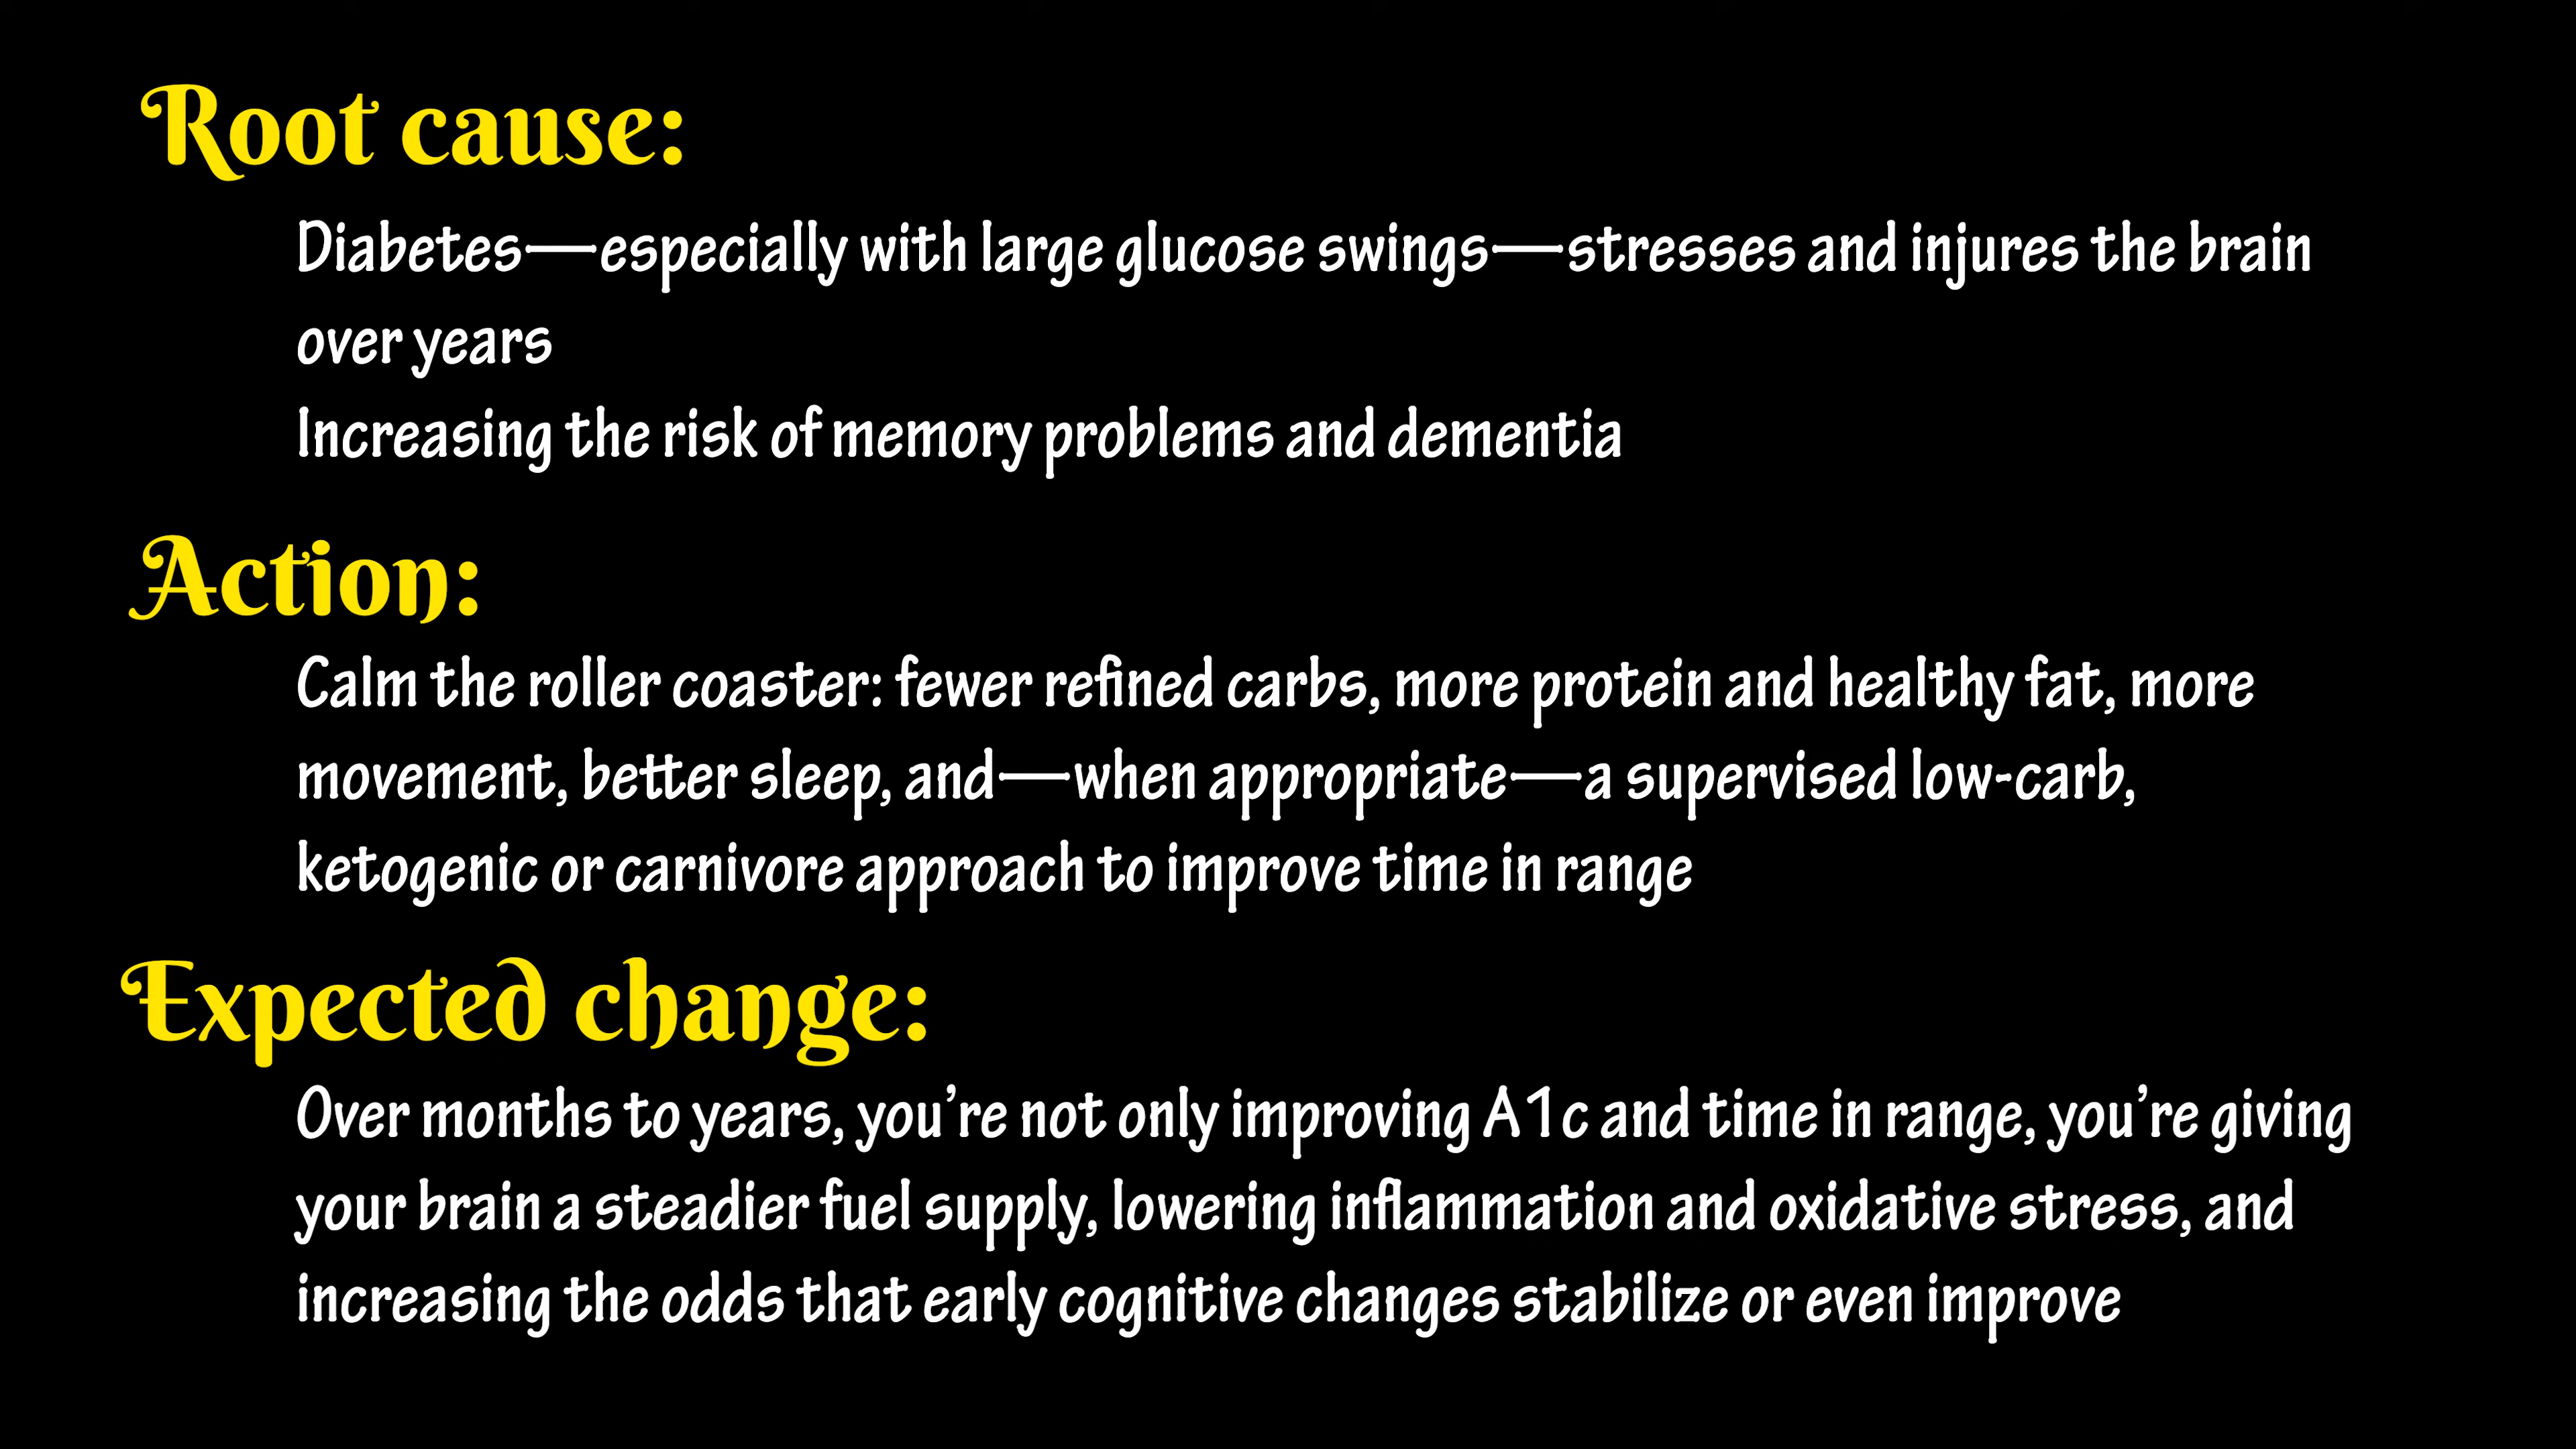 Root cause:
Diabetes—especially with large glucose swings—stresses and injures the brain
over years
Increasing the risk of memory problems and dementia
Action:
Calm the roller coaster: fewer refined carbs, more protein and healthy fat, more
movement, better sleep, and—when appropriate—a supervised low-carb,
ketogenic or carnivore approach to improve time in range
Expected change:
Over months to years, you’re not only improving A1c and time in range, you’re giving
your brain a steadier fuel supply, lowering inflammation and oxidative stress, and
increasing the odds that early cognitive changes stabilize or even improve